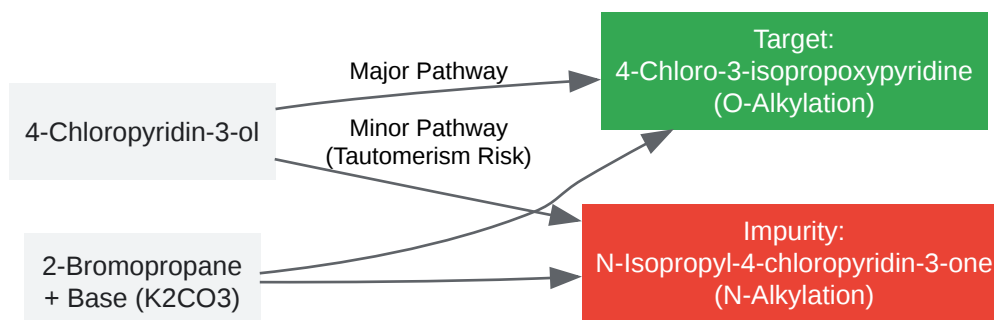 Target:
4-Chloro-3-isopropoxypyridine
(O-Alkylation)
Major Pathway
4-Chloropyridin-3-ol
Minor Pathway
(Tautomerism Risk)
Impurity:
N-Isopropyl-4-chloropyridin-3-one
(N-Alkylation)
2-Bromopropane
+ Base (K2CO3)